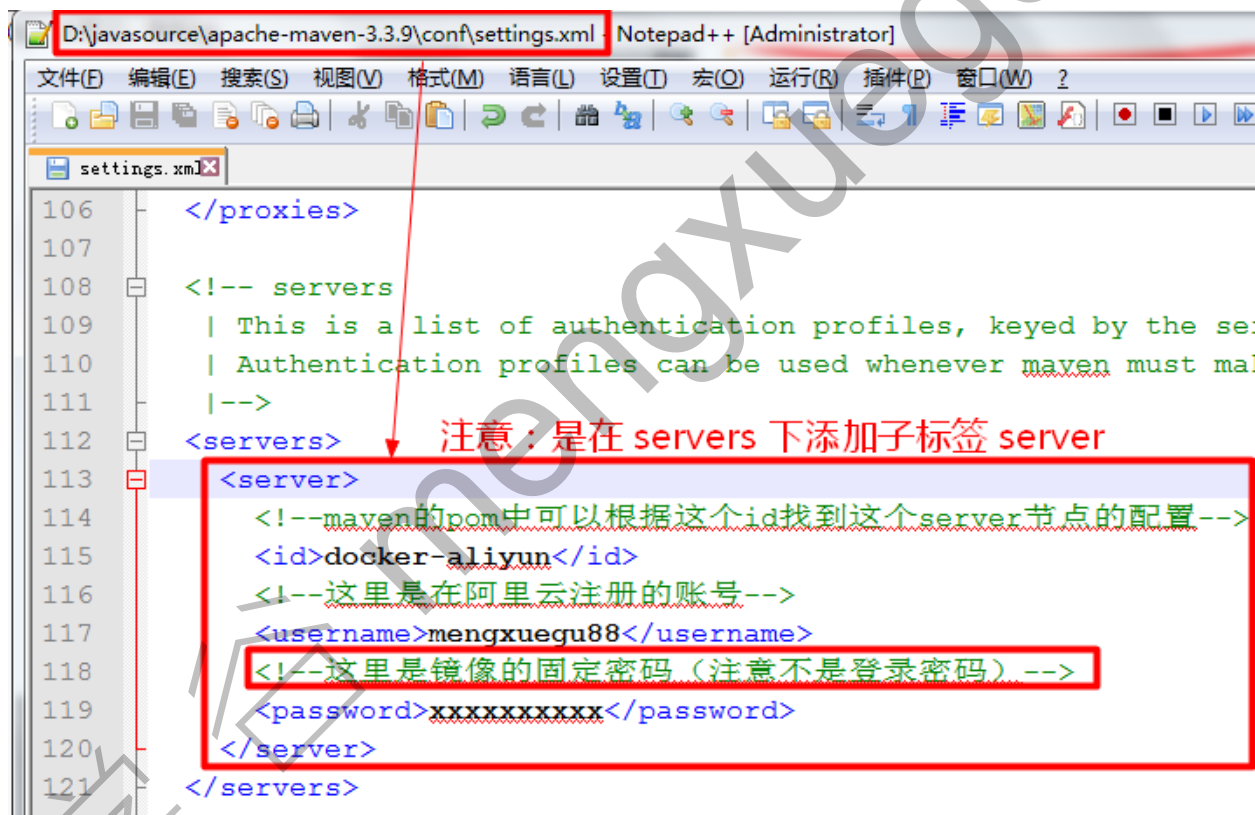 D:\javasource\apache-maven-3.3.9\conf\settings.xml - Notepad++ [Administrator]
文件(F) 编辑(E) 搜索(S) 视图(V) 格式(M) 语言(L) 设置(T) 宏(O) 运行(R) 插件(P) 窗口(W) ?
settings.xml
106 </proxies>
107
108 <!-- servers
109 | This is a list of authentication profiles, keyed by the
110 | Authentication profiles can be used whenever maven must
111 |-->
112 <servers> 注意：是在 servers 下添加子标签 server
113 <server>
114 <!--maven的pom中可以根据这个id找到这个server节点的配置-->
115 <id>docker-aliyun</id>
116 <!--这里是在阿里云注册的账号-->
117 <username>mengxuegu88</username>
118 <!--这里是镜像的固定密码（注意不是登录密码）-->
119 <password>xxxxxxxxxx</password>
120 </server>
121 </servers>